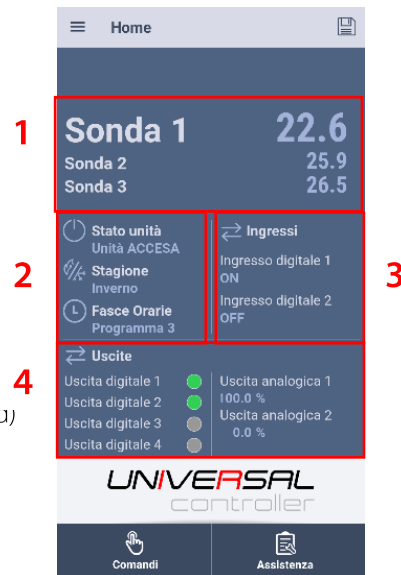 Home
1
Sonda 1 22.6
Sonda 2 25.9
Sonda 3 26.5
2
Stato unità
Unità ACCESA
Stagione
Inverno
Fasce Orarie
Programma 3
Ingressi
Ingresso digitale 1
ON
Ingresso digitale 2
OFF
3
4
Uscite
Uscita digitale 1
Uscita digitale 2
Uscita digitale 3
Uscita digitale 4
Uscita analogica 1
100.0 %
Uscita analogica 2
0.0 %
UNIVERSAL
controller
Comandi
Assistenza